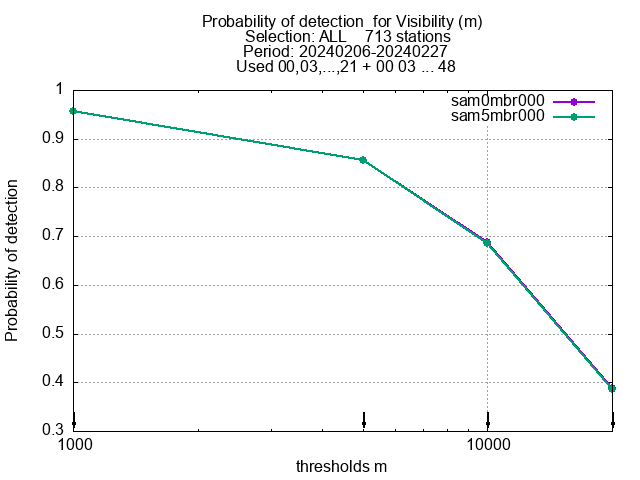 Probability of detection  for Visibility (m)
Selection: ALL    713 stations
Period: 20240206-20240227
Used 00,03,...,21 + 00 03 ... 48
sam0mbr000
sam5mbr000
1
0.9
0.8
0.7
0.6
0.5
0.4
0.3
Probability of detection
1000
10000
thresholds m